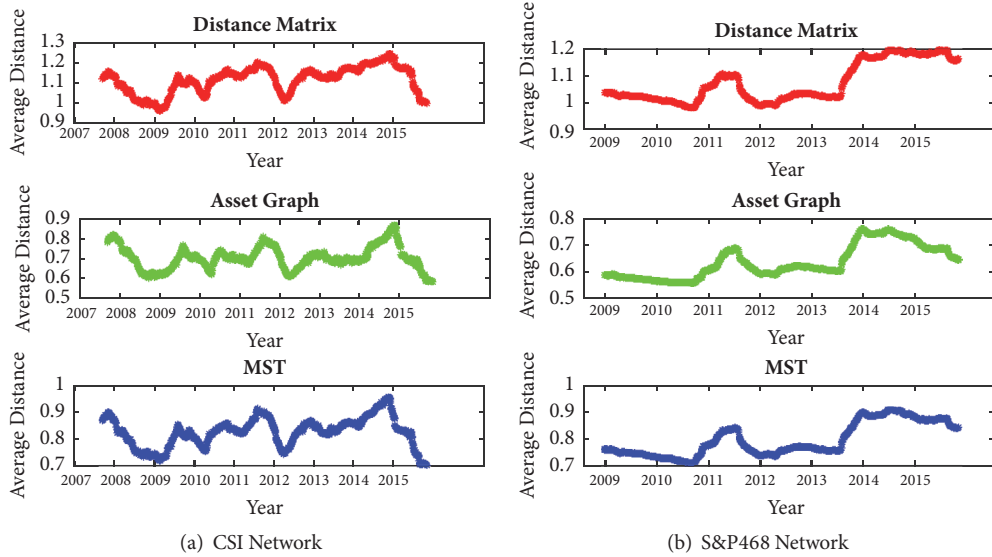 Distance Matrix
Average Distance
1.3
1.2
1.1
1
0.9
2007 2008 2009 2010 2011 2012 2013 2014 2015
Year
Asset Graph
Average Distance
0.9
0.8
0.7
0.6
0.5
2007 2008 2009 2010 2011 2012 2013 2014 2015
Year
MST
Average Distance
1
0.9
0.8
0.7
2007 2008 2009 2010 2011 2012 2013 2014 2015
Year
(a) CSI Network
Distance Matrix
Average Distance
1.2
1.1
1
0.9
2009 2010 2011 2012 2013 2014 2015
Year
Asset Graph
Average Distance
0.8
0.7
0.6
0.5
2009 2010 2011 2012 2013 2014 2015
Year
MST
Average Distance
1
0.9
0.8
0.7
2009 2010 2011 2012 2013 2014 2015
Year
(b) S&P468 Network